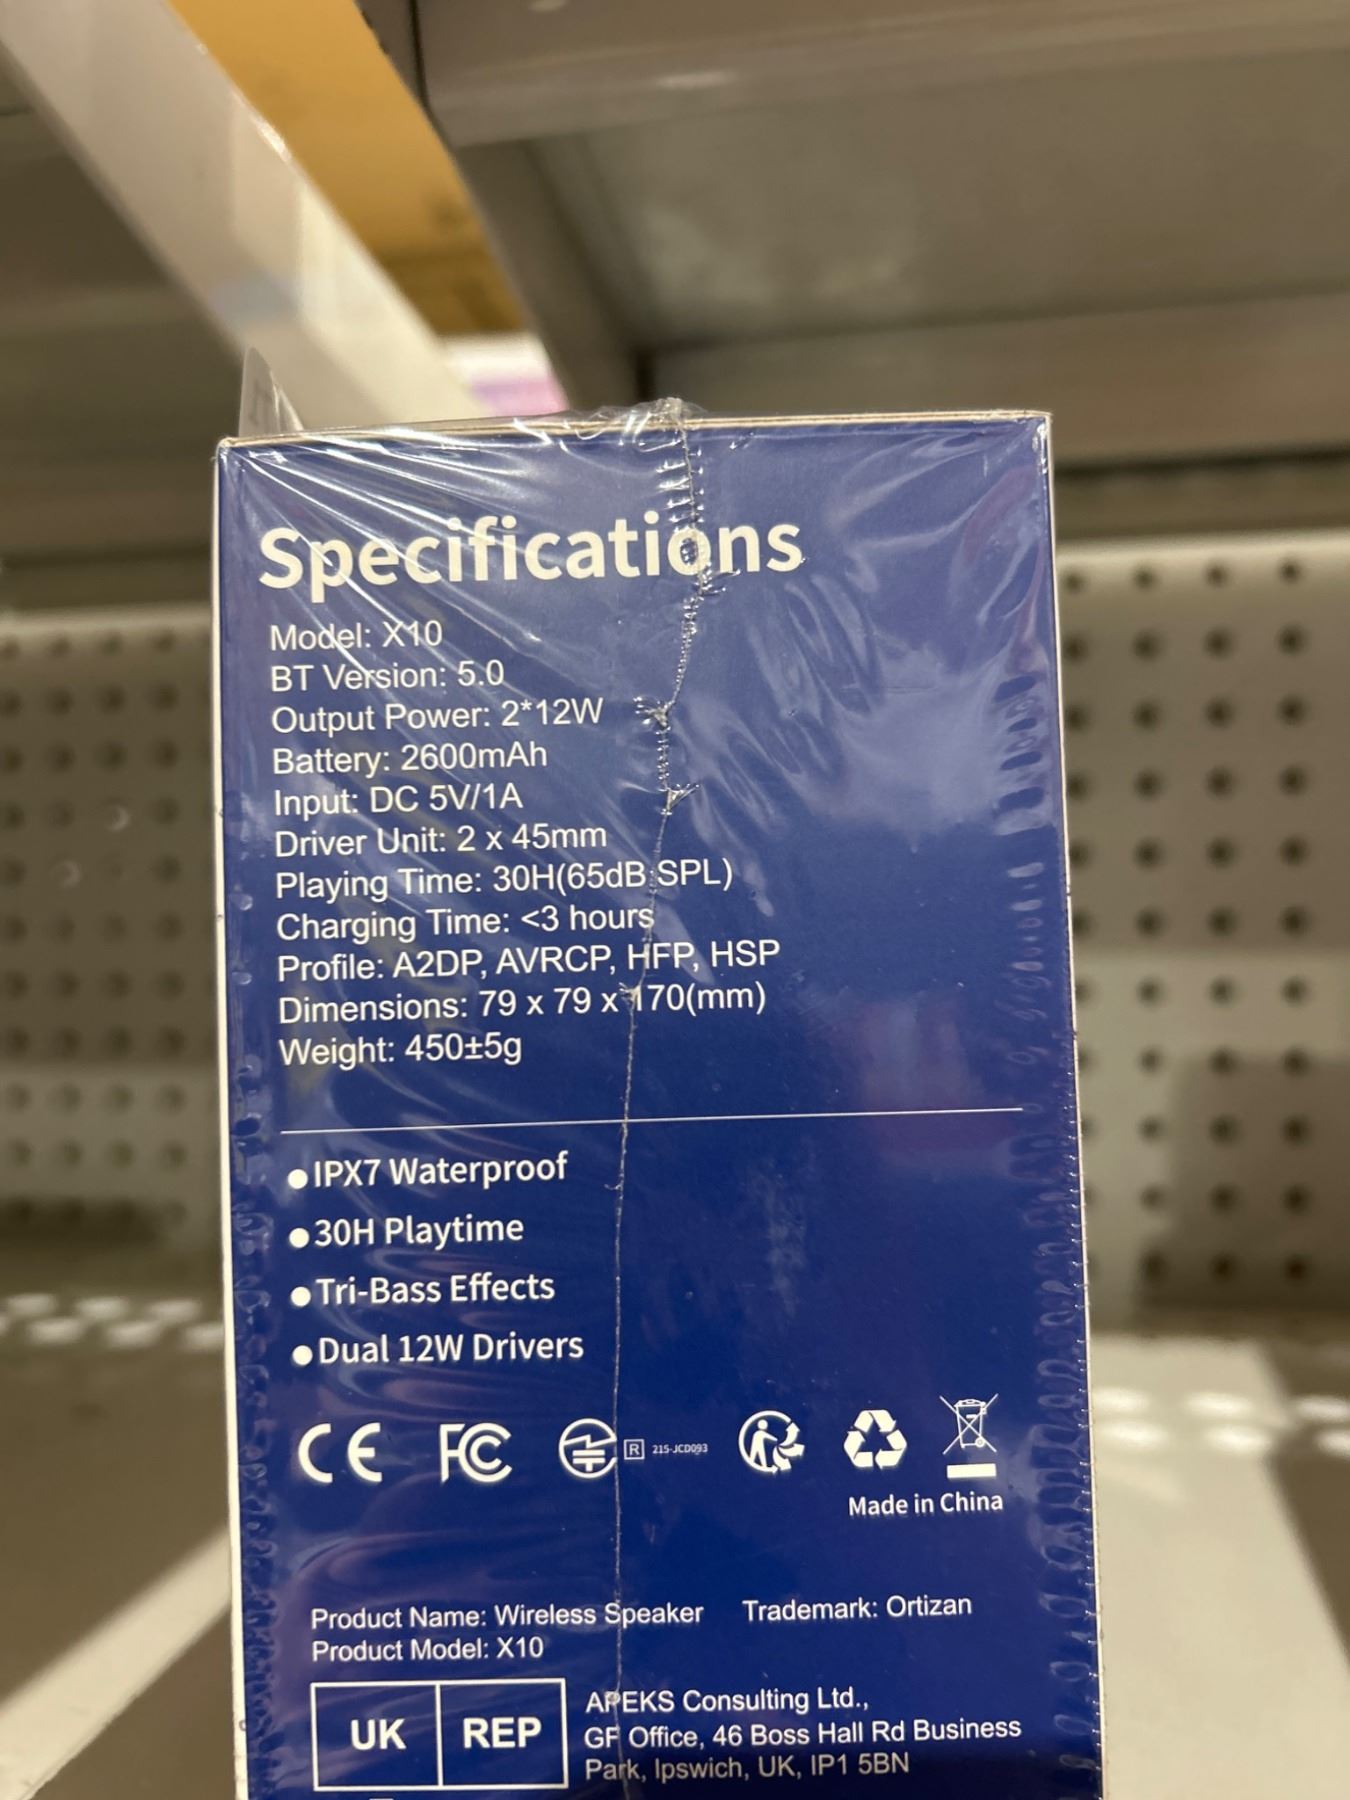 Specifications
Model: X10
BT Version: 5.0
Output Power: 2*12W
Battery: 2600mAh
Input: DC 5V/1A
Driver Unit: 2 x 45mm
Playing Time: 30H(65dB SPL)
Charging Time: <3 hours
Profile: A2DP, AVRCP, HFP, HSP
Dimensions: 79 x 79 x 170(mm)
Weight: 450±5g
●IPX7 Waterproof
●30H Playtime
●Tri-Bass Effects
●Dual 12W Drivers
CE FC R 215-JCD093
Made in China
Product Name: Wireless Speaker Trademark: Ortizan
Product Model: X10
UK REP
APEKS Consulting Ltd.,
GF Office, 46 Boss Hall Rd Business
Park, Ipswich, UK, IP1 5BN